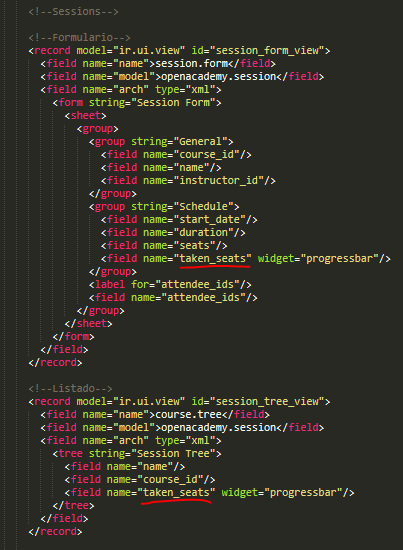 <!--Sessions-->
<!--Formulario-->
<record model="ir.ui.view" id="session_form_view">
<field name="name">session.form</field>
<field name="model">openacademy.session</field>
<field name="arch" type="xml">
<form string="Session Form">
<sheet>
<group>
<group string="General">
<field name="course_id"/>
<field name="name"/>
<field name="instructor_id"/>
</group>
<group string="Schedule">
<field name="start_date"/>
<field name="duration"/>
<field name="seats"/>
<field name="taken_seats" widget="progressbar"/>
</group>
<label for="attendee_ids"/>
<field name="attendee_ids"/>
</group>
</sheet>
</form>
</field>
</record>
<!--Listado-->
<record model="ir.ui.view" id="session_tree_view">
<field name="name">course.tree</field>
<field name="model">openacademy.session</field>
<field name="arch" type="xml">
<tree string="Session Tree">
<field name="name"/>
<field name="course_id"/>
<field name="taken_seats" widget="progressbar"/>
</tree>
</field>
</record>